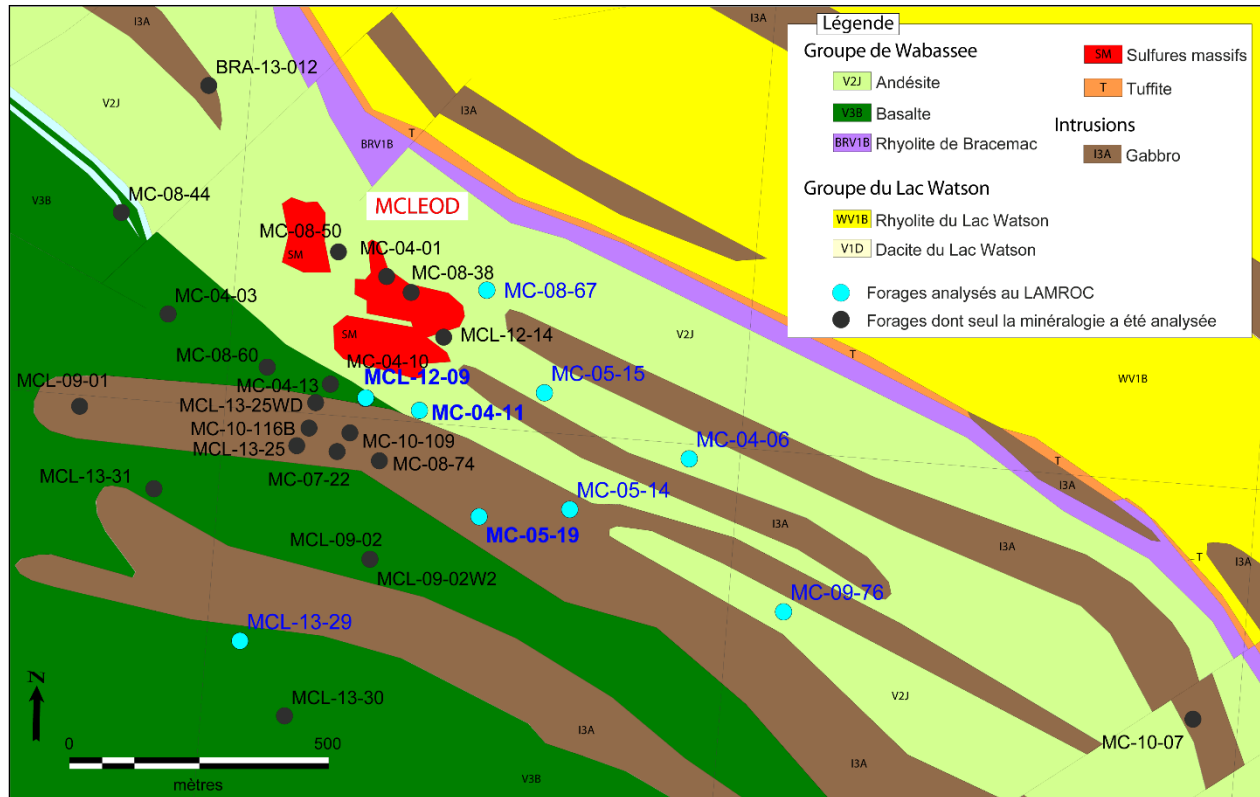 I3A
I3A
Légende
Groupe de Wabassee
SM Sulfures massifs
V2J Andésite
T Tuffite
V3B Basalte
Intrusions
BRV1B Rhyolite de Bracemac
I3A Gabbro
Groupe du Lac Watson
WV1B Rhyolite du Lac Watson
V1D Dacite du Lac Watson
Forages analysés au LAMROC
Forages dont seul la minéralogie a été analysée
BRA-13-012
V2J
I3A
T
BRV1B
V3B
MC-08-44
MCLEOD
MC-08-50
SM
MC-04-01
MC-08-38
MC-08-67
MC-04-03
SM
MCL-12-14
V2J
T
MC-08-60
MC-04-10
WV1B
MCL-09-01
MC-04-13
MCL-12-09
MC-05-15
MCL-13-25WD
MC-04-11
MC-10-116B
MC-10-109
MC-04-06
MCL-13-25
MC-08-74
T
MC-07-22
I3A
MCL-13-31
MC-05-14
I3A
MC-05-19
I3A
MCL-09-02
T
I3A
MCL-09-02W2
MC-09-76
MCL-13-29
N
MCL-13-30
V2J
I3A
MC-10-07
0 500
mètres
I3A
V3B